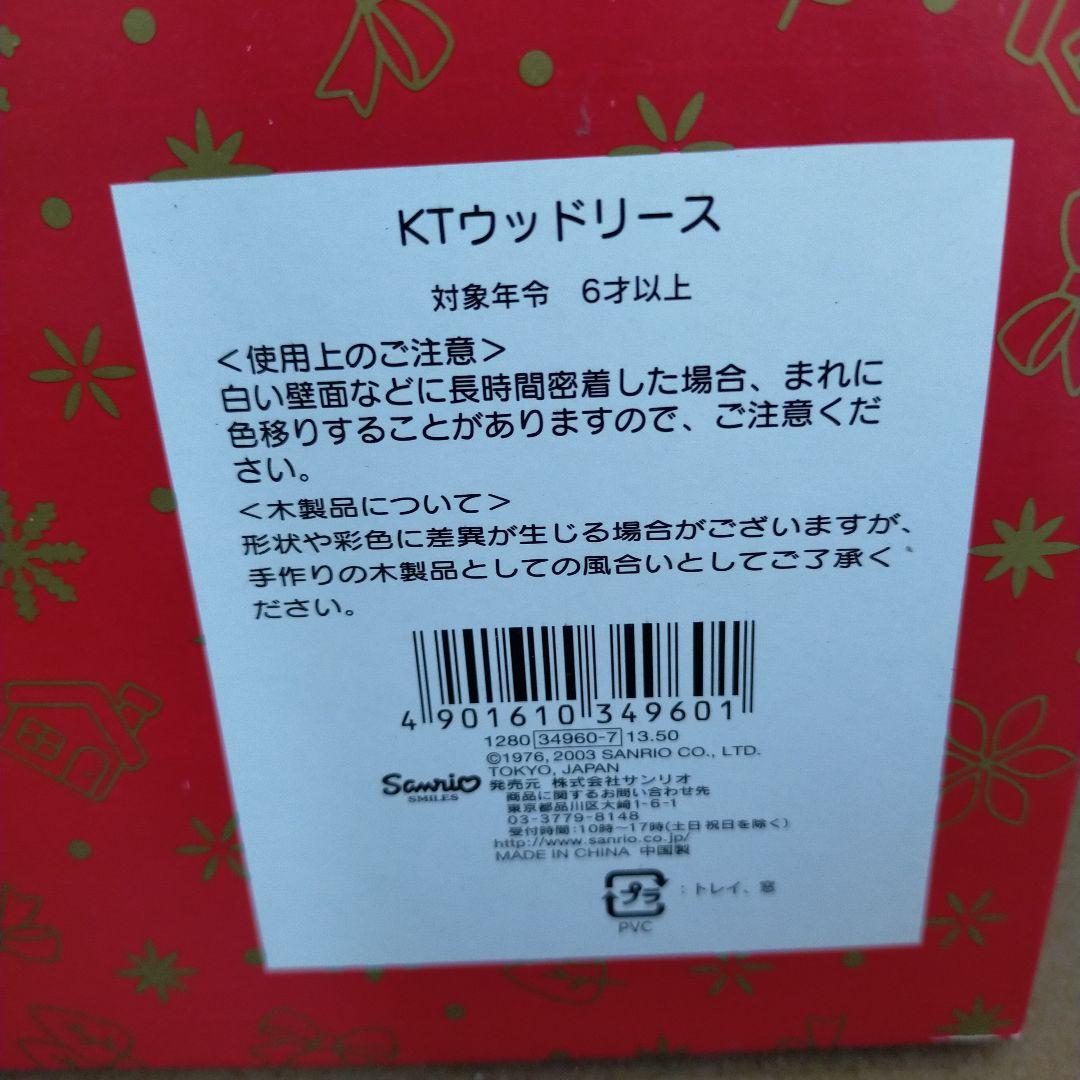 KTウッドリース
対象年令 6才以上
<使用上のご注意>
白い壁面などに長時間密着した場合、まれに
色移りすることがありますので、ご注意くだ
さい。
<木製品について>
形状や彩色に差異が生じる場合がございますが、
手作りの木製品としての風合いとしてご了承く
ださい。
4 901610 349601
1280 34960-7 13.50
©1976, 2003 SANRIO CO., LTD.
TOKYO, JAPAN
Sanrio
SMILES
発売元 株式会社サンリオ
商品に関するお問い合わせ先
東京都品川区大崎1-6-1
03-3779-8148
受付時間:10時～17時(土日祝日を除く)
http://www.sanrio.co.jp/
MADE IN CHINA 中国製
プラ :トレイ、窓
PVC